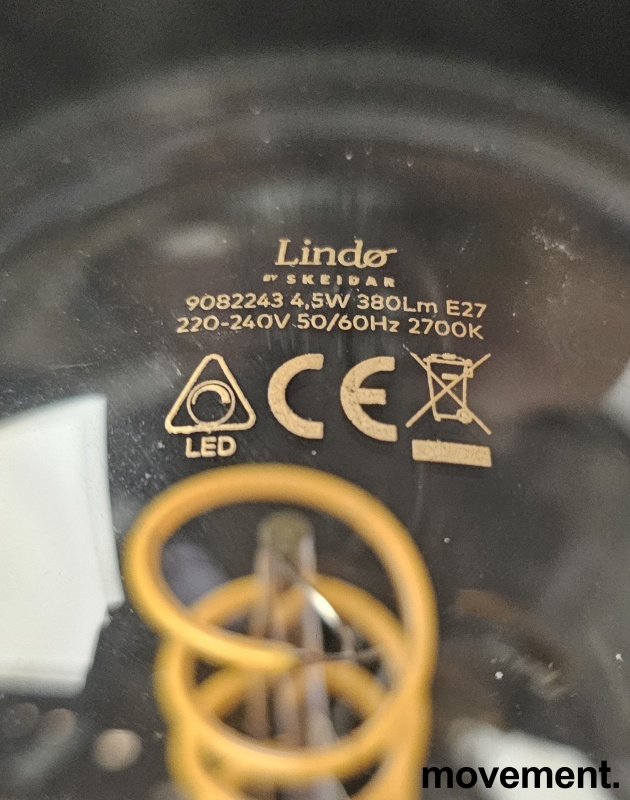 Lindø
BY SKEIDAR
9082243 4,5W 380Lm E27
220-240V 50/60Hz 2700K
CE
LED
movement.